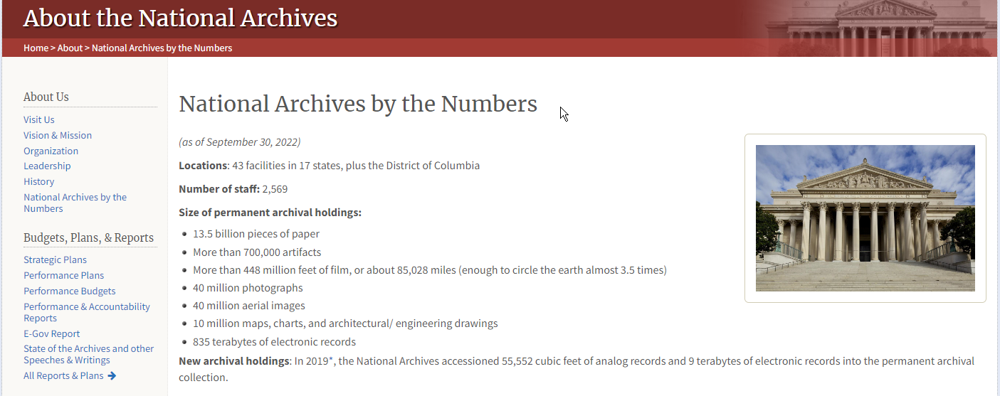 About the National Archives
Home > About > National Archives by the Numbers
About Us
Visit Us
Vision & Mission
Organization
Leadership
History
National Archives by the
Numbers
Budgets, Plans, & Reports
Strategic Plans
Performance Plans
Performance Budgets
Performance & Accountability
Reports
E-Gov Report
State of the Archives and other
Speeches & Writings
All Reports & Plans
National Archives by the Numbers
(as of September 30, 2022)
Locations: 43 facilities in 17 states, plus the District of Columbia
Number of staff: 2,569
Size of permanent archival holdings:
13.5 billion pieces of paper
More than 700,000 artifacts
More than 448 million feet of film, or about 85,028 miles (enough to circle the earth almost 3.5 times)
40 million photographs
40 million aerial images
10 million maps, charts, and architectural/ engineering drawings
835 terabytes of electronic records
New archival holdings: In 2019*, the National Archives accessioned 55,552 cubic feet of analog records and 9 terabytes of electronic records into the permanent archival
collection.